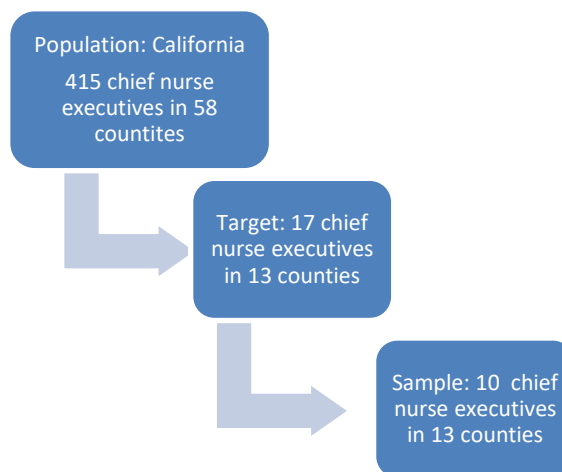 Population: California
415 chief nurse
executives in 58
countites
Target: 17 chief
nurse executives
in 13 counties
Sample: 10 chief
nurse executives
in 13 counties